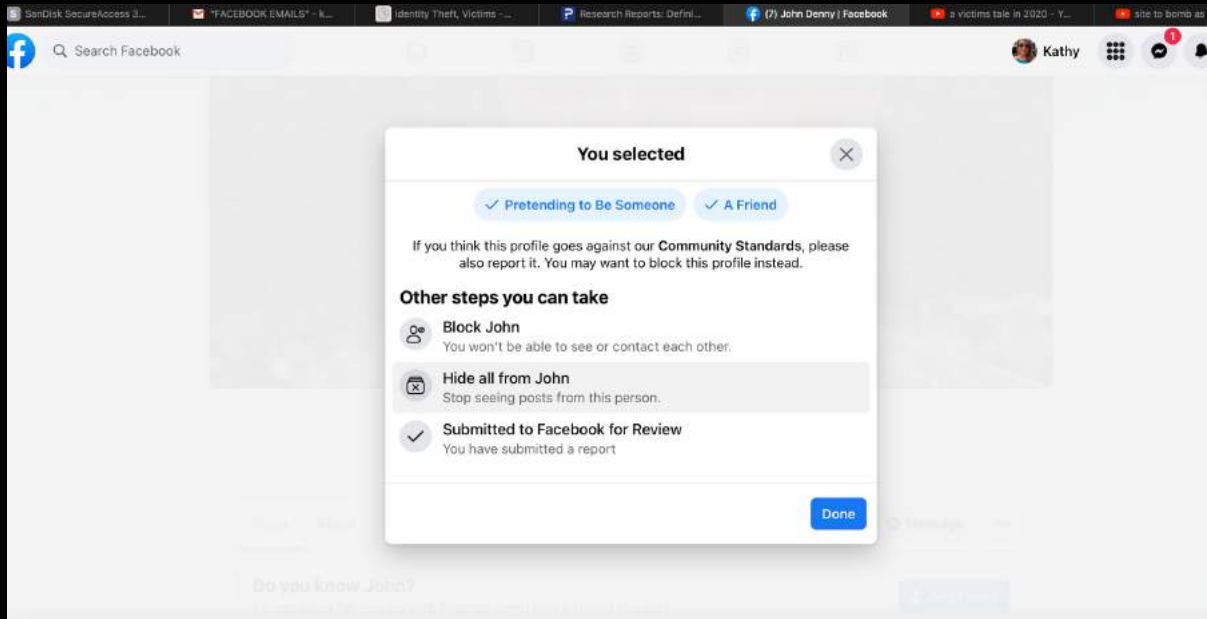 SanDisk SecureAccess 3...
"FACEBOOK EMAILS" - k...
Identity Theft, Victims - ...
Research Reports: Defini...
(7) John Denny | Facebook
a victims tale in 2020 - Y...
site to bomb as
Search Facebook
Kathy
1
You selected
Pretending to Be Someone
A Friend
If you think this profile goes against our Community Standards, please
also report it. You may want to block this profile instead.
Other steps you can take
Block John
You won't be able to see or contact each other.
Hide all from John
Stop seeing posts from this person.
Submitted to Facebook for Review
You have submitted a report
Done
Message
Do you know John?